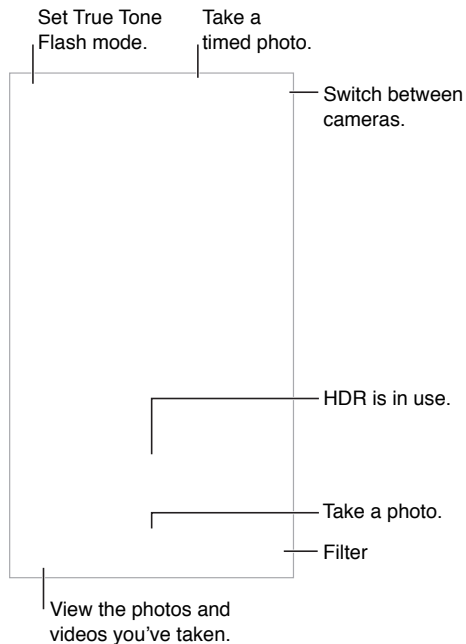 Set True Tone
Flash mode.
Take a
timed photo.
Switch between
cameras.
HDR is in use.
Take a photo.
Filter
View the photos and
videos you've taken.